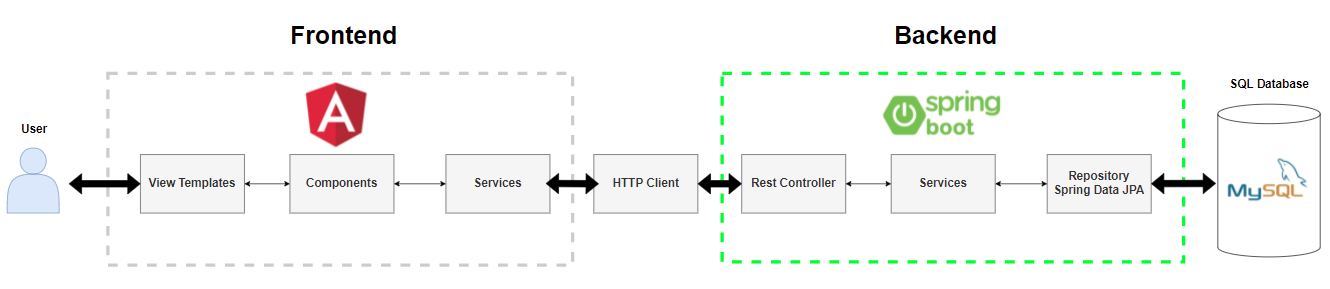 Frontend
Backend
User
A
View Templates
Components
Services
HTTP Client
spring
boot
Rest Controller
Services
Repository
Spring Data JPA
SQL Database
MySQL